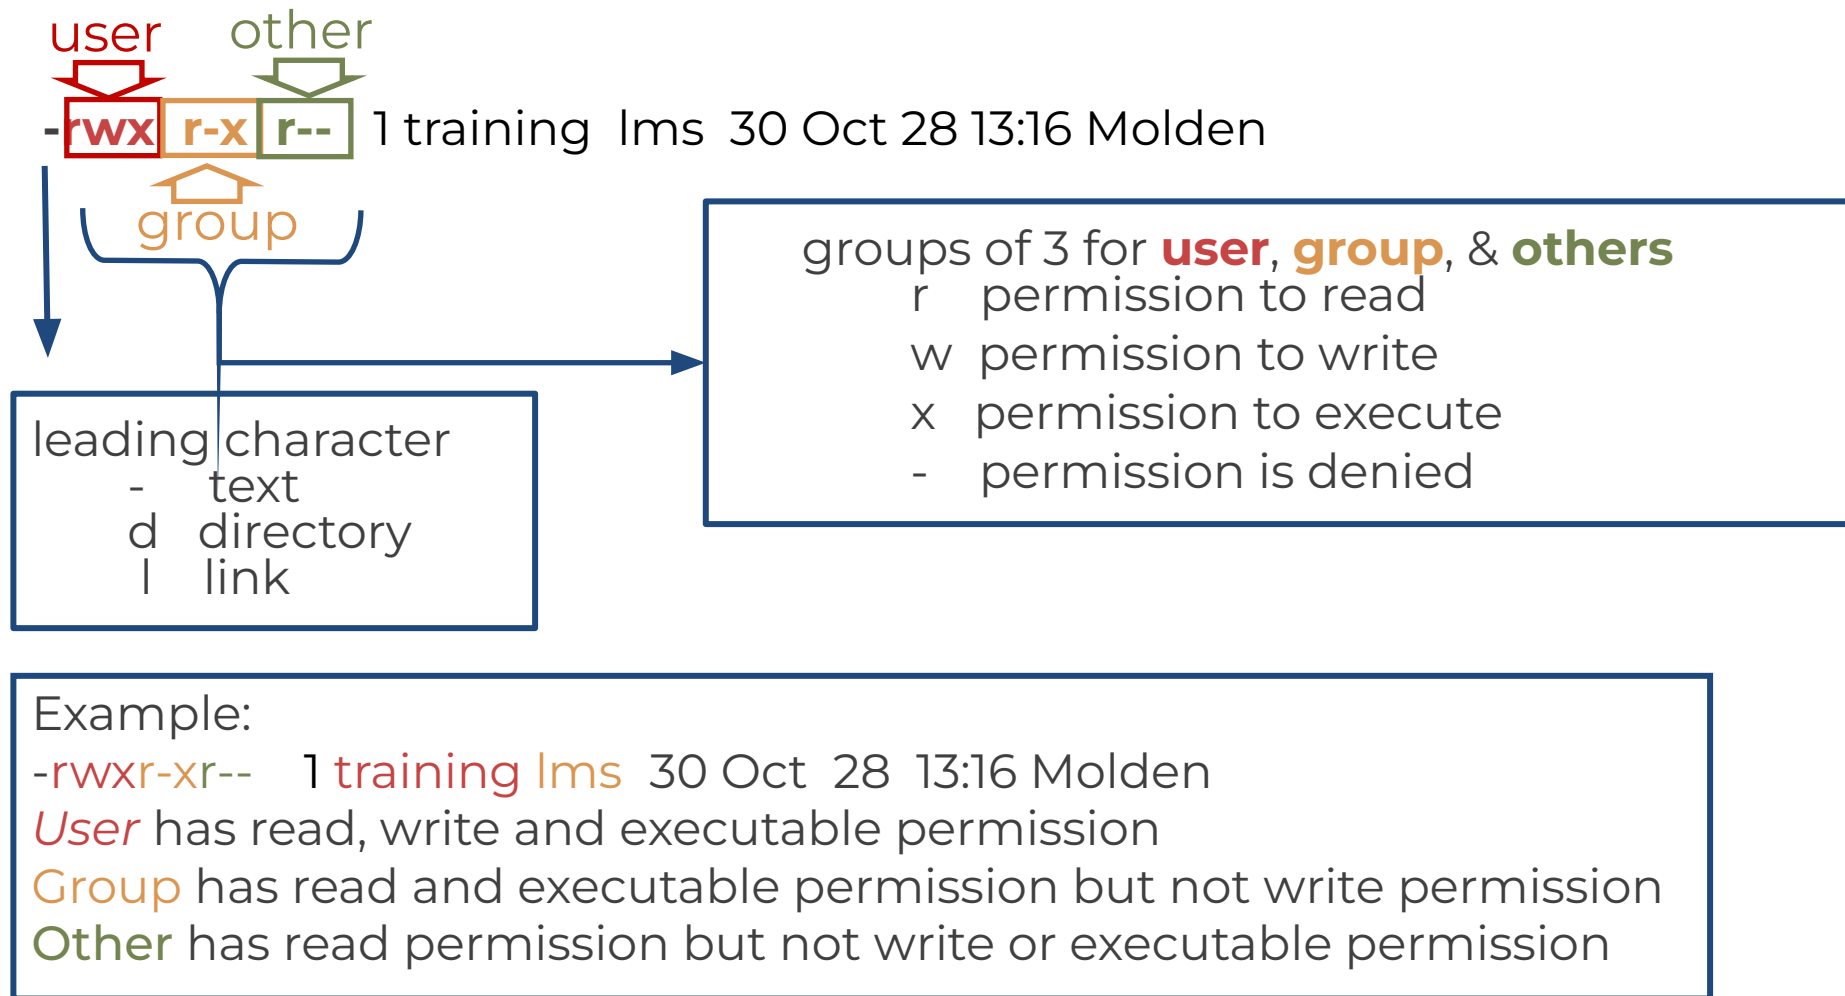 user other
-rwx r-x r-- 1 training lms 30 Oct 28 13:16 Molden
group
groups of 3 for user, group, & others
r permission to read
w permission to write
x permission to execute
- permission is denied
leading character
- text
d directory
l link
Example:
-rwxr-xr-- 1 training lms 30 Oct 28 13:16 Molden
User has read, write and executable permission
Group has read and executable permission but not write permission
Other has read permission but not write or executable permission